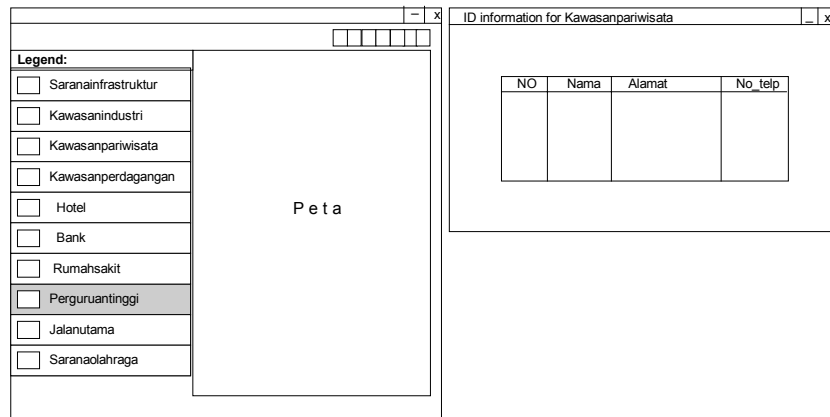 – x
Legend:
Saranainfrastruktur
Kawasanindustri
Kawasanpariwisata
Kawasanperdagangan
Hotel
Bank
Rumahsakit
Perguruantinggi
Jalanutama
Saranaolahraga
P e t a
ID information for Kawasanpariwisata _ x
NO Nama Alamat No_telp